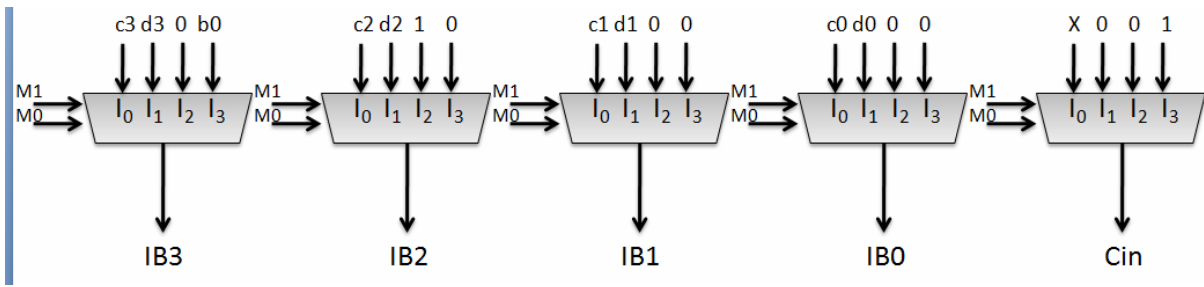 c3 d3 0 b0 c2 d2 1 0 c1 d1 0 0 c0 d0 0 0 X 0 0 1
M1 M1 M1 M1 M1
I0 I1 I2 I3 I0 I1 I2 I3 I0 I1 I2 I3 I0 I1 I2 I3 I0 I1 I2 I3
M0 M0 M0 M0 M0
IB3 IB2 IB1 IB0 Cin